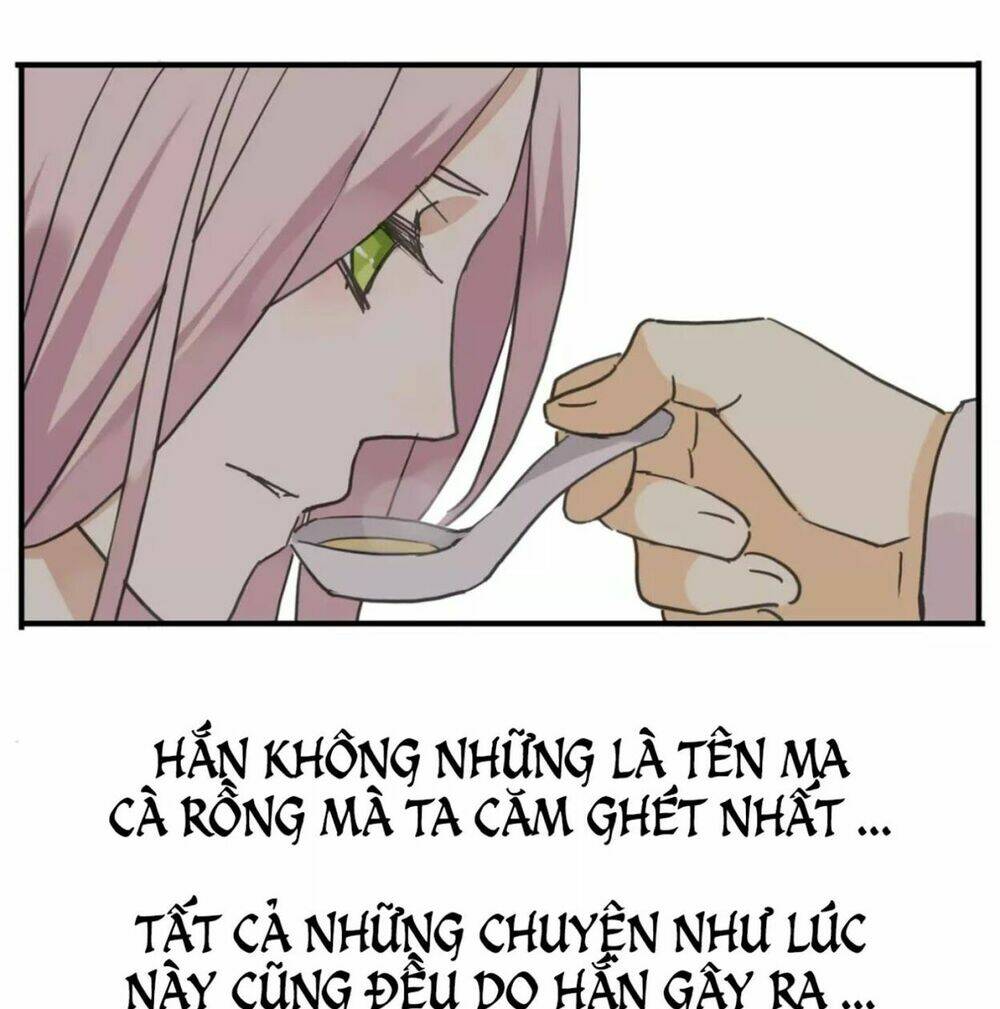 HẮN KHÔNG NHỮNG LÀ TÊN MA
CÀ RỒNG MÀ TA CĂM GHÉT NHẤT ...
TẤT CẢ NHỮNG CHUYỆN NHƯ LÚC
NÀY CŨNG ĐỀU DO HẮN GÂY RA ...